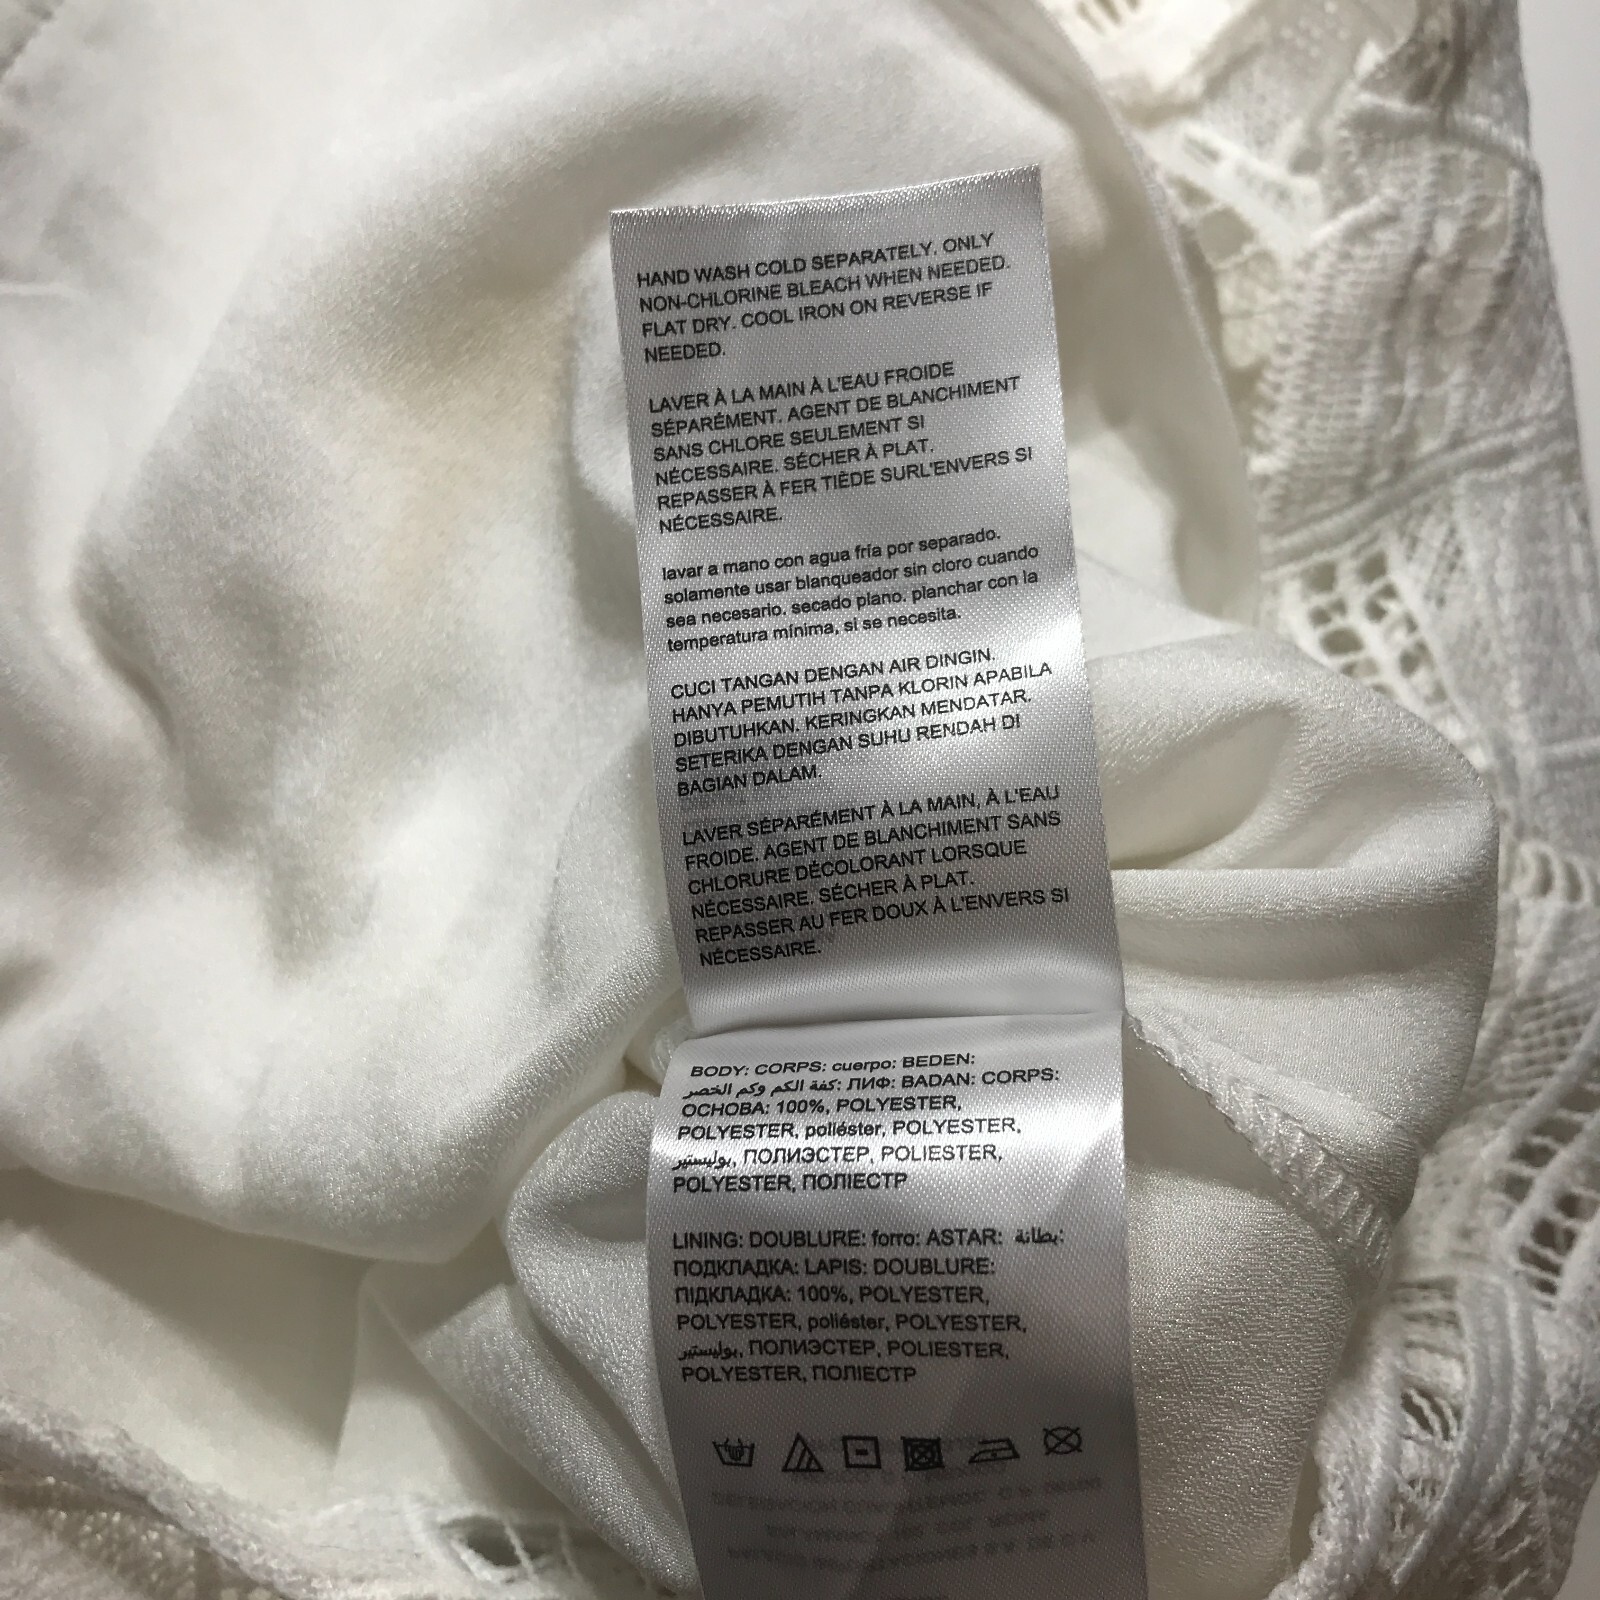 HAND WASH COLD SEPARATELY. ONLY
NON-CHLORINE BLEACH WHEN NEEDED.
FLAT DRY. COOL IRON ON REVERSE IF
NEEDED.
LAVER À LA MAIN À L'EAU FROIDE
SÉPARÉMENT. AGENT DE BLANCHIMENT
SANS CHLORE SEULEMENT SI
NÉCESSAIRE. SÉCHER À PLAT.
REPASSER À FER TIÈDE SURL'ENVERS SI
NÉCESSAIRE.
lavar a mano con agua fría por separado.
solamente usar blanqueador sin cloro cuando
sea necesario. secado plano. planchar con la
temperatura mínima, si se necesita.
CUCI TANGAN DENGAN AIR DINGIN.
HANYA PEMUTIH TANPA KLORIN APABILA
DIBUTUHKAN. KERINGKAN MENDATAR.
SETERIKA DENGAN SUHU RENDAH DI
BAGIAN DALAM.
LAVER SÉPARÉMENT À LA MAIN, À L'EAU
FROIDE. AGENT DE BLANCHIMENT SANS
CHLORURE DÉCOLORANT LORSQUE
NÉCESSAIRE. SÉCHER À PLAT.
REPASSER AU FER DOUX À L'ENVERS SI
NÉCESSAIRE.
BODY: CORPS: cuerpo: BEDEN:
كفة الكم وكم الخصر: ЛИФ: BADAN: CORPS:
ОСНОВА: 100%, POLYESTER,
POLYESTER, poliéster, POLYESTER,
بوليستير, ПОЛИЭСТЕР, POLIESTER,
POLYESTER, ПОЛІЕСТР
LINING: DOUBLURE: forro: ASTAR: بطانة:
ПОДКЛАДКА: LAPIS: DOUBLURE:
ПІДКЛАДКА: 100%, POLYESTER,
POLYESTER, poliéster, POLYESTER,
بوليستير, ПОЛИЭСТЕР, POLIESTER,
POLYESTER, ПОЛІЕСТР